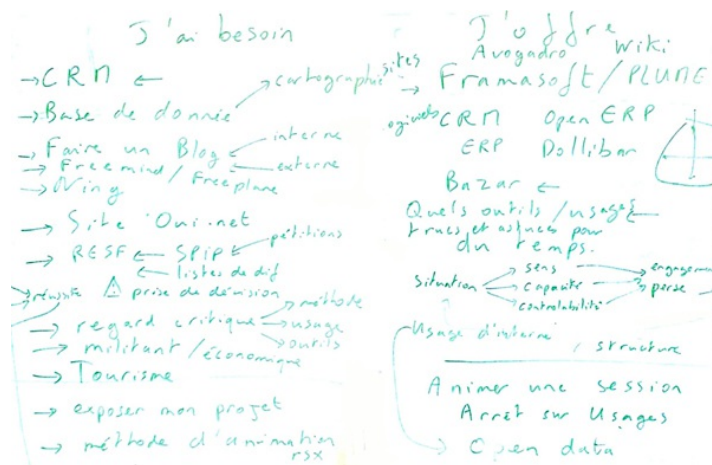 J'ai besoin
→ CRM ←
→ Base de donnée → cartographie
→ Faire un Blog ← interne
→ Freemind / Freeplane ← externe
→ Ning
→ Site Oui.net
→ RESF ← SPIP ← pétitions
← listes de dif
→ réussite ⚠ prise de décision
→ regard critique → méthode
→ usage
→ outils
→ militant / économique
→ Tourisme
→ exposer mon projet
→ méthode d'animation
rsx
J'offre
Avogadro Wiki
sites → Framasoft / PLUME
logiweb CRM Open ERP
ERP Dollibar
Bazar ←
Quels outils / usages ←
trucs et astuces pour
du temps.
situation → sens → engagement
→ capacité → perse
→ controlabilité
Usage d'interne
/ structure
Animer une session
Arrêt sur Usages
→ Open data